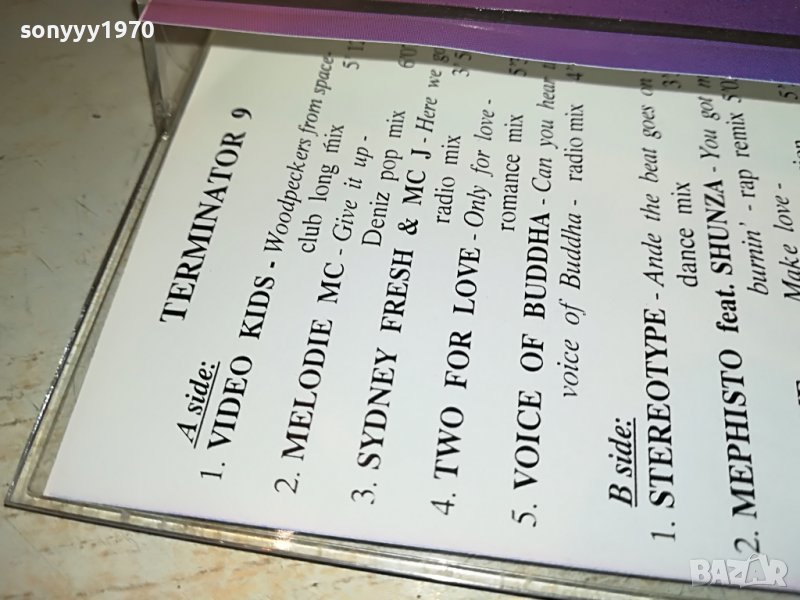 sonyyy1970
TERMINATOR 9
A side:
1. VIDEO KIDS - Woodpeckers from space-
club long mix
2. MELODIE MC - Give it up -
Deniz pop mix
3. SYDNEY FRESH & MC J - Here we go
radio mix
4. TWO FOR LOVE - Only for love -
romance mix
5. VOICE OF BUDDHA - Can you hear
voice of Buddha - radio mix
B side:
1. STEREOTYPE - Ande the beat goes on
dance mix
2. MEPHISTO feat. SHUNZA - You got
burnin' - rap remix
Make love -
BAZAR